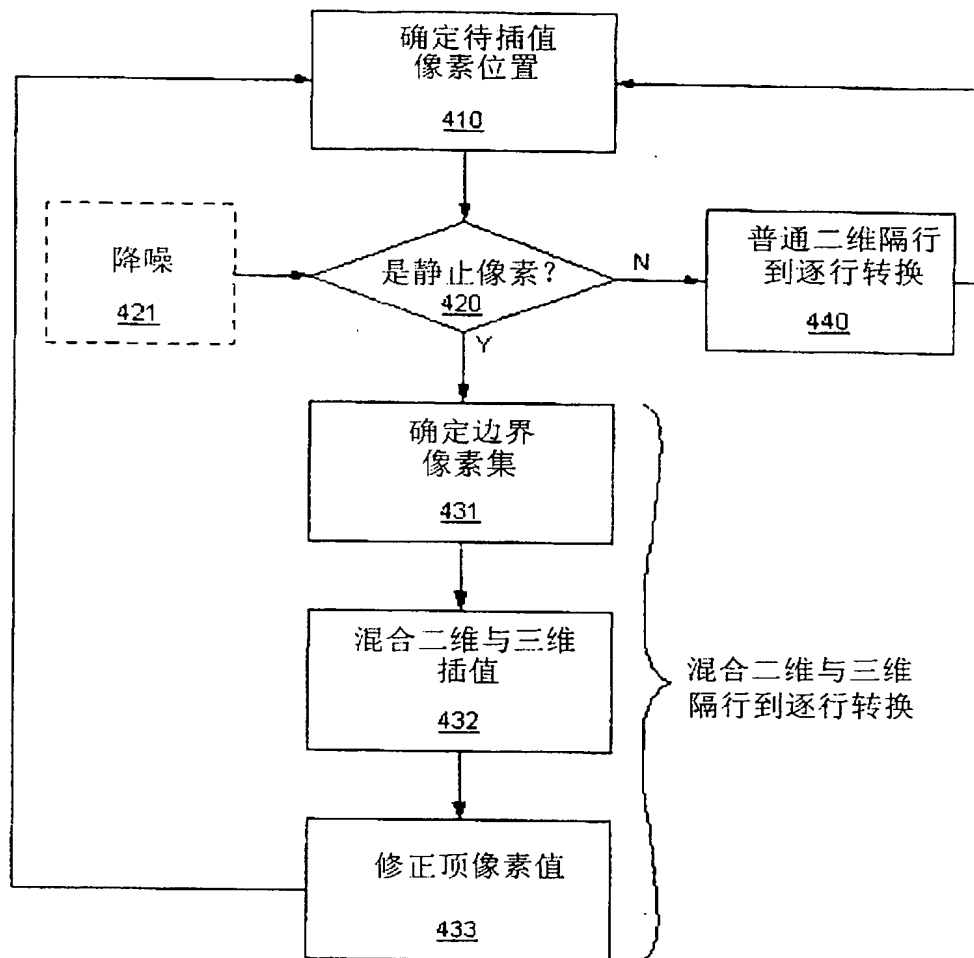 确定待插值
像素位置
410
降噪
421
是静止像素?
420
N
Y
普通二维隔行
到逐行转换
440
确定边界
像素集
431
混合二维与三维
插值
432
混合二维与三维
隔行到逐行转换
修正顶像素值
433